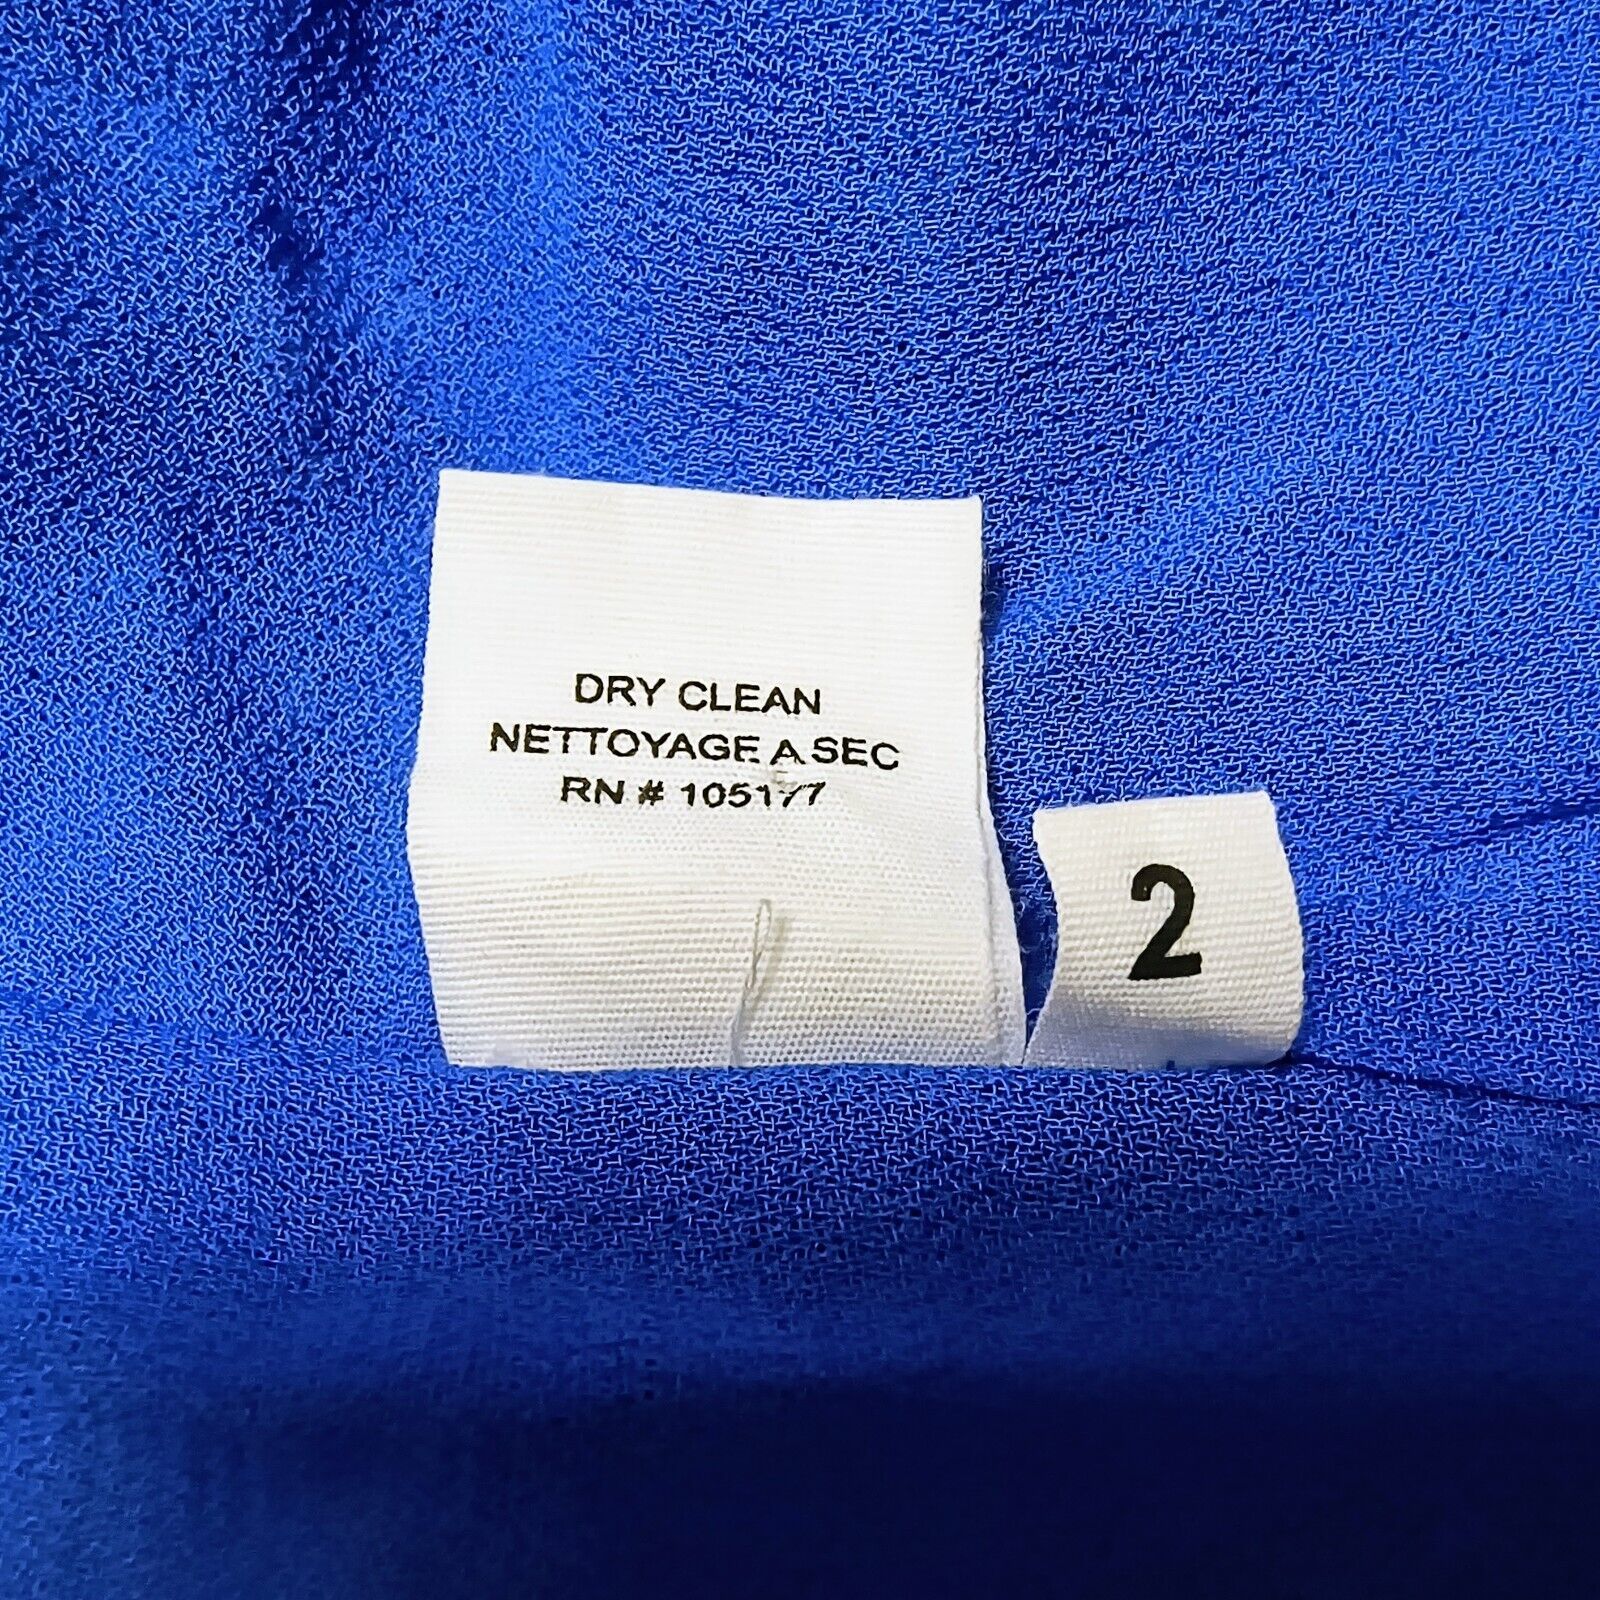 DRY CLEAN
NETTOYAGE A SEC
RN # 105177
2